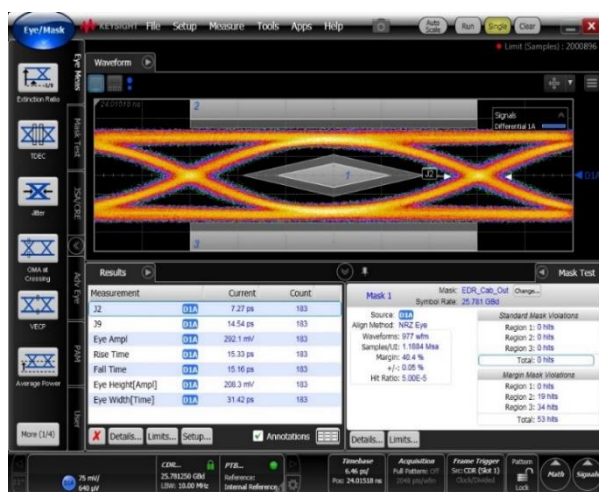 Eye/Mask
KEYSIGHT File Setup Measure Tools Apps Help
Auto Scale
Run
Single
Clear
Limit (Samples) : 2000896
Waveform
24.01518 ns
Signals
Differential 1A
2
1
J2
3
D1A
Extinction Ratio
TDEC
Jitter
OMA at
Crossing
VECP
Average Power
More (1/4)
Eye Meas
Mask Test
JSA/CRE
Adv Eye
PAM
User
Results
Measurement Current Count
J2 D1A 7.27 ps 183
J9 D1A 14.54 ps 183
Eye Ampl D1A 292.1 mV 183
Rise Time D1A 15.33 ps 183
Fall Time D1A 15.16 ps 183
Eye Height[Ampl] D1A 208.3 mV 183
Eye Width[Time] D1A 31.42 ps 183
Details... Limits... Setup... Annotations
Mask Test
Mask 1
Mask: EDR_Cab_Out Change...
Symbol Rate: 25.781 GBd
Source: D1A
Align Method: NRZ Eye
Waveforms: 977 wfm
Samples/UI: 1.1884 Msa
Margin: 40.4 %
+/-: 0.05 %
Hit Ratio: 5.00E-5
Standard Mask Violations
Region 1: 0 hits
Region 2: 0 hits
Region 3: 0 hits
Total: 0 hits
Margin Mask Violations
Region 1: 0 hits
Region 2: 19 hits
Region 3: 34 hits
Total: 53 hits
Details... Limits...
75 mV/
640 µV
CDR...
25.781250 Gb/s
LBW: 10.00 MHz
PTB...
Reference:
Internal Reference
Timebase
6.46 ps/
Pos: 24.01518 ns
Acquisition
Full Pattern: Off
2046 pts/wfm
Frame Trigger
Src: CDR (Slot 1)
Clock/Divided
Pattern
Lock
Math
Signals